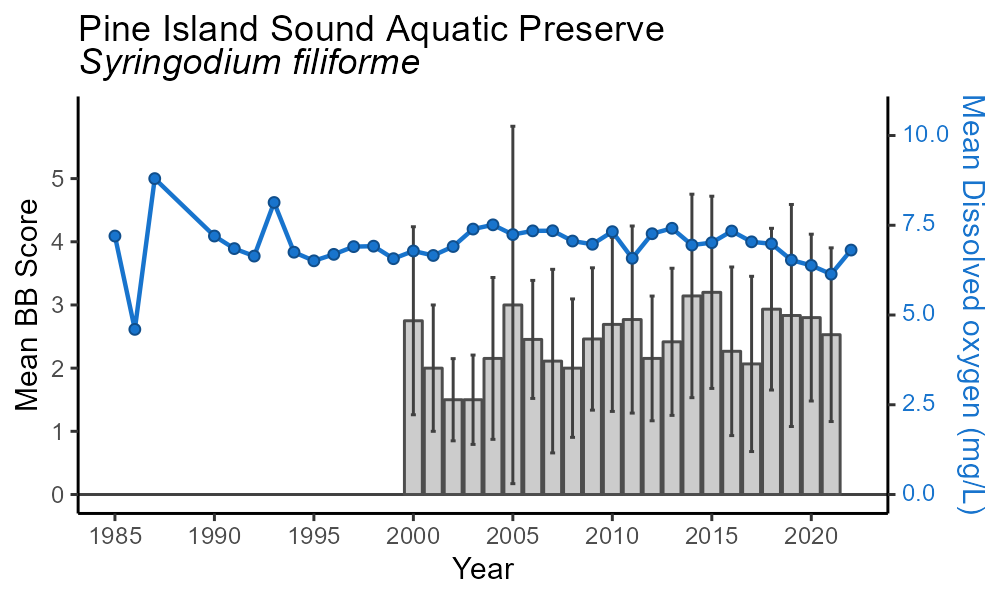 Pine Island Sound Aquatic Preserve
Syringodium filiforme
Mean BB Score
5
4
3
2
1
0
10.0
7.5
5.0
2.5
0.0
Mean Dissolved oxygen (mg/L)
1985 1990 1995 2000 2005 2010 2015 2020
Year